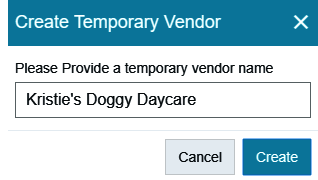 Create Temporary Vendor
Please Provide a temporary vendor name
Kristie's Doggy Daycare
Cancel Create